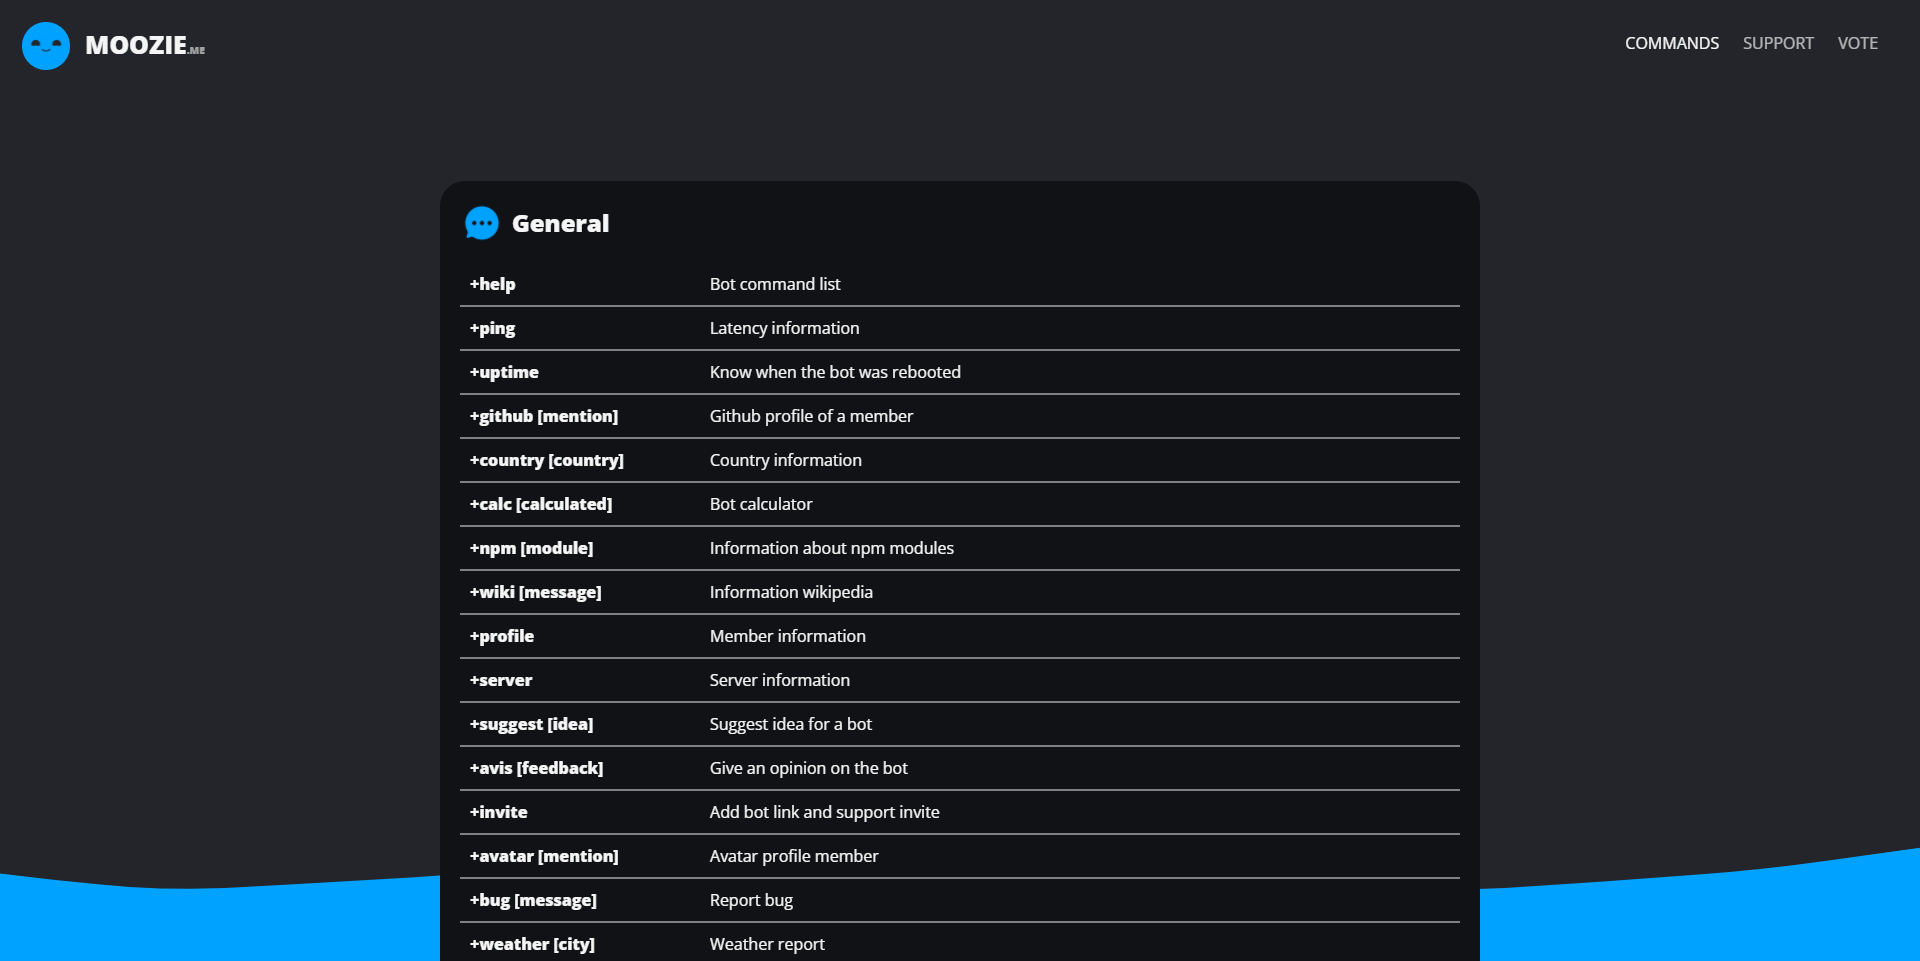 MOOZIE.ME
COMMANDS SUPPORT VOTE
General
+help Bot command list
+ping Latency information
+uptime Know when the bot was rebooted
+github [mention] Github profile of a member
+country [country] Country information
+calc [calculated] Bot calculator
+npm [module] Information about npm modules
+wiki [message] Information wikipedia
+profile Member information
+server Server information
+suggest [idea] Suggest idea for a bot
+avis [feedback] Give an opinion on the bot
+invite Add bot link and support invite
+avatar [mention] Avatar profile member
+bug [message] Report bug
+weather [city] Weather report